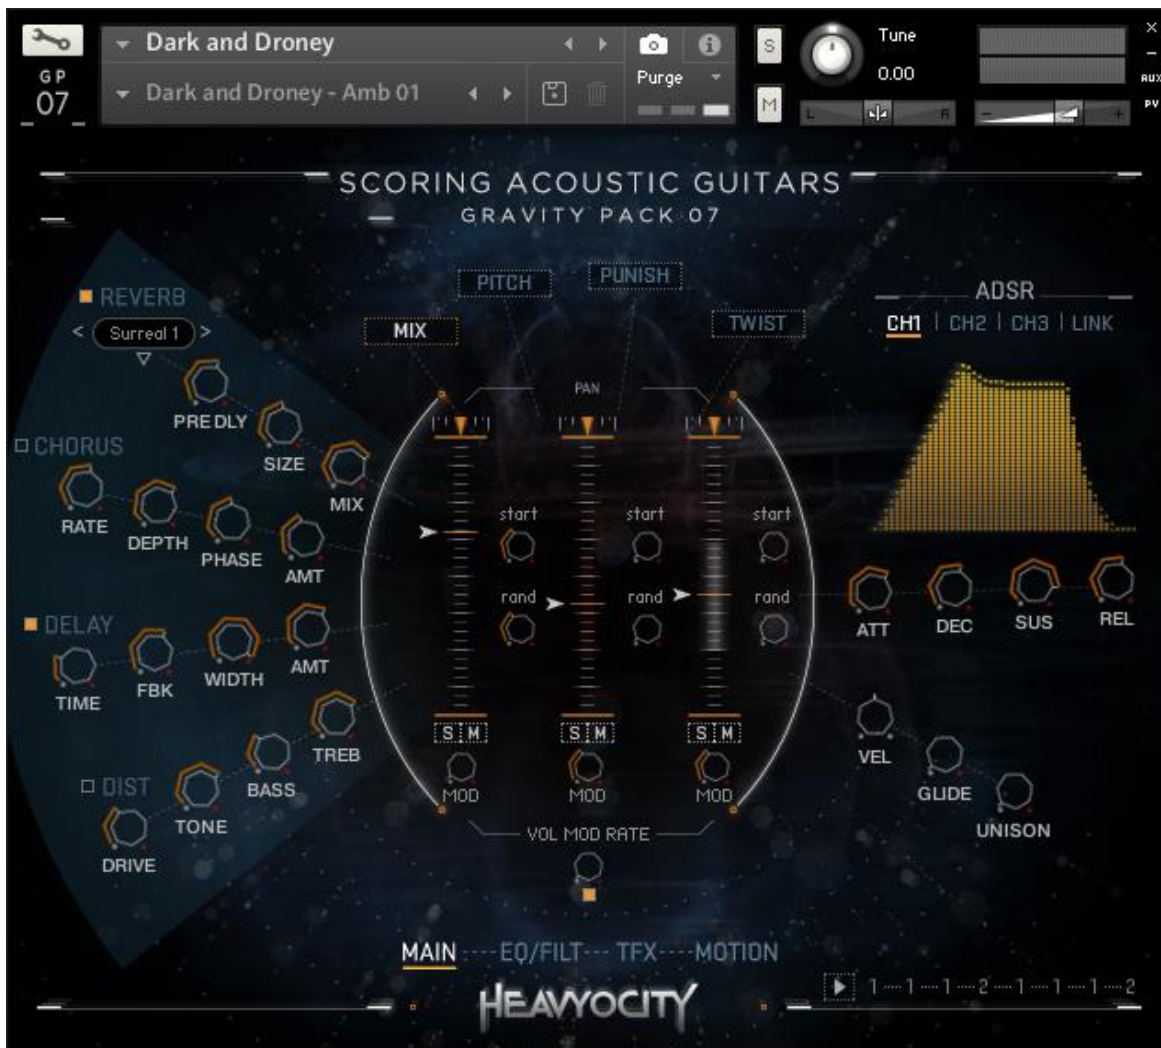 Dark and Droney
Dark and Droney - Amb 01
GP
07
Purge
S
M
Tune
0.00
L
R
AUX
PV
SCORING ACOUSTIC GUITARS
GRAVITY PACK 07
REVERB
< Surreal 1 >
PRE DLY
SIZE
MIX
CHORUS
RATE
DEPTH
PHASE
AMT
DELAY
TIME
FBK
WIDTH
AMT
DIST
DRIVE
TONE
BASS
TREB
MIX
PITCH
PUNISH
TWIST
PAN
start
start
start
rand
rand
rand
S M
S M
S M
MOD
MOD
MOD
VOL MOD RATE
ADSR
CH1 | CH2 | CH3 | LINK
ATT
DEC
SUS
REL
VEL
GLIDE
UNISON
MAIN EQ/FILT TFX MOTION
HEAVYOCITY
1 1 1 2 1 1 1 2